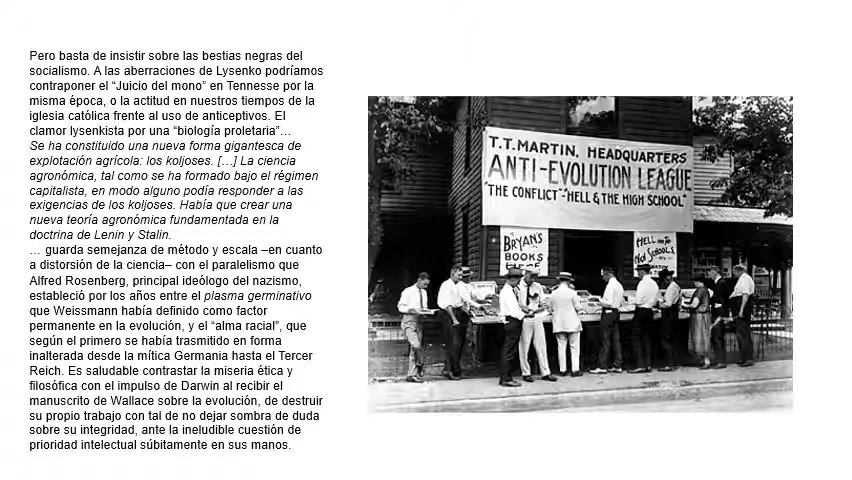 Pero basta de insistir sobre las bestias negras del
socialismo. A las aberraciones de Lysenko podríamos
contraponer el “Juicio del mono” en Tennesse por la
misma época, o la actitud en nuestros tiempos de la
iglesia católica frente al uso de anticeptivos. El
clamor lysenkista por una “biología proletaria”…
Se ha constituido una nueva forma gigantesca de
explotación agrícola: los koljoses. […] La ciencia
agronómica, tal como se ha formado bajo el régimen
capitalista, en modo alguno podía responder a las
exigencias de los koljoses. Había que crear una
nueva teoría agronómica fundamentada en la
doctrina de Lenin y Stalin.
… guarda semejanza de método y escala –en cuanto
a distorsión de la ciencia– con el paralelismo que
Alfred Rosenberg, principal ideólogo del nazismo,
estableció por los años entre el plasma germinativo
que Weissmann había definido como factor
permanente en la evolución, y el “alma racial”, que
según el primero se había trasmitido en forma
inalterada desde la mítica Germania hasta el Tercer
Reich. Es saludable contrastar la miseria ética y
filosófica con el impulso de Darwin al recibir el
manuscrito de Wallace sobre la evolución, de destruir
su propio trabajo con tal de no dejar sombra de duda
sobre su integridad, ante la ineludible cuestión de
prioridad intelectual súbitamente en sus manos.
T.T. MARTIN, HEADQUARTERS
ANTI-EVOLUTION LEAGUE
"THE CONFLICT"-"HELL & THE HIGH SCHOOL"
BRYAN'S
BOOKS
HERE
HELL AND THE
HIGH SCHOOLS